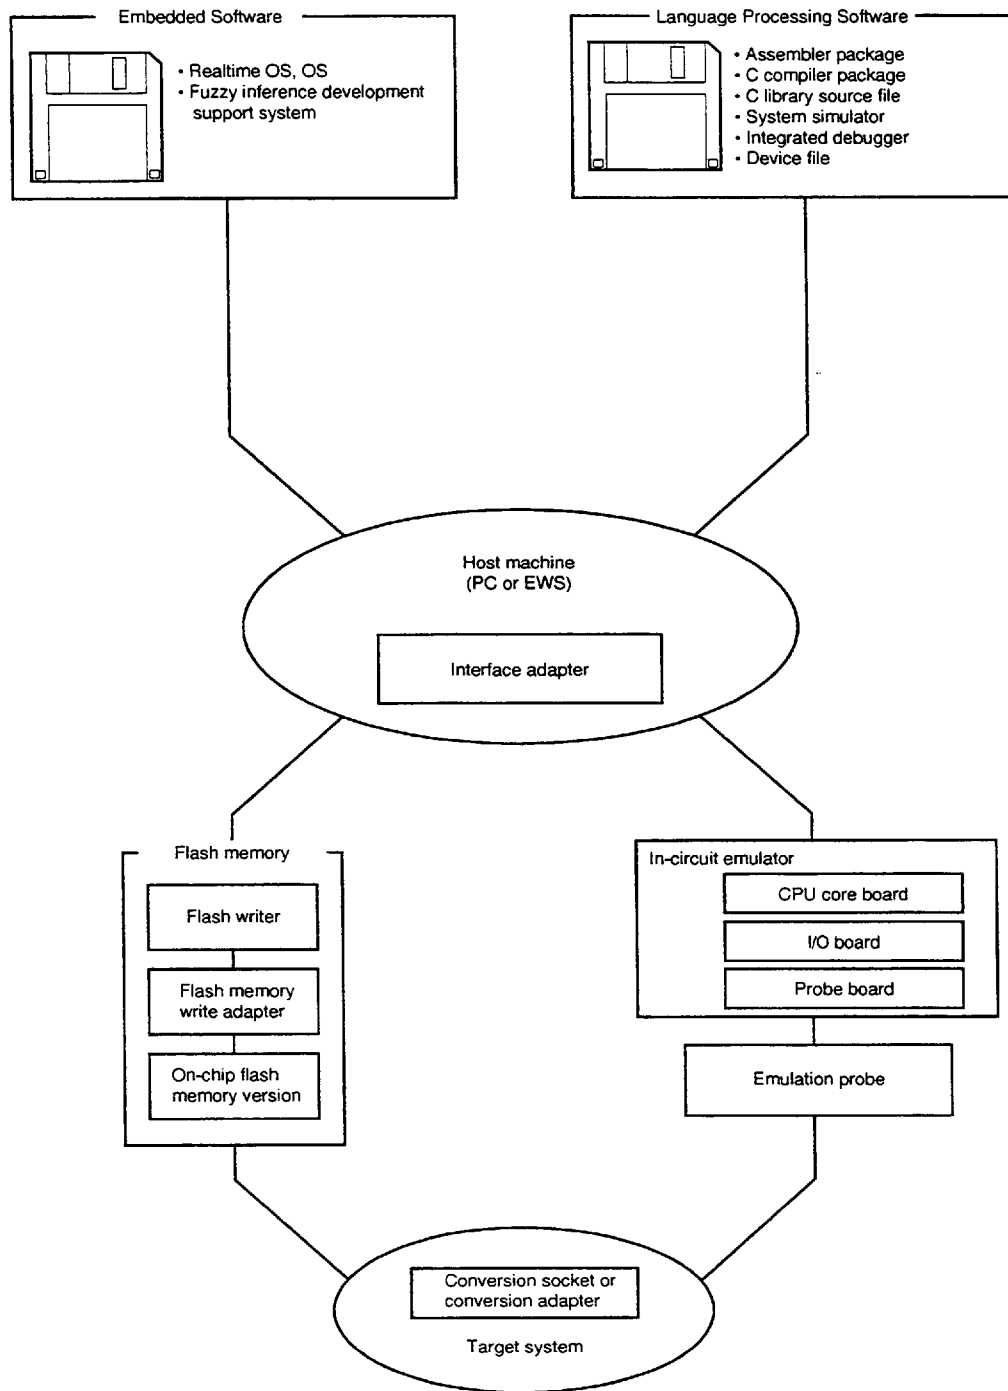 Embedded Software
• Realtime OS, OS
• Fuzzy inference development
support system
Language Processing Software
• Assembler package
• C compiler package
• C library source file
• System simulator
• Integrated debugger
• Device file
Host machine
(PC or EWS)
Interface adapter
Flash memory
Flash writer
Flash memory
write adapter
On-chip flash
memory version
In-circuit emulator
CPU core board
I/O board
Probe board
Emulation probe
Conversion socket or
conversion adapter
Target system